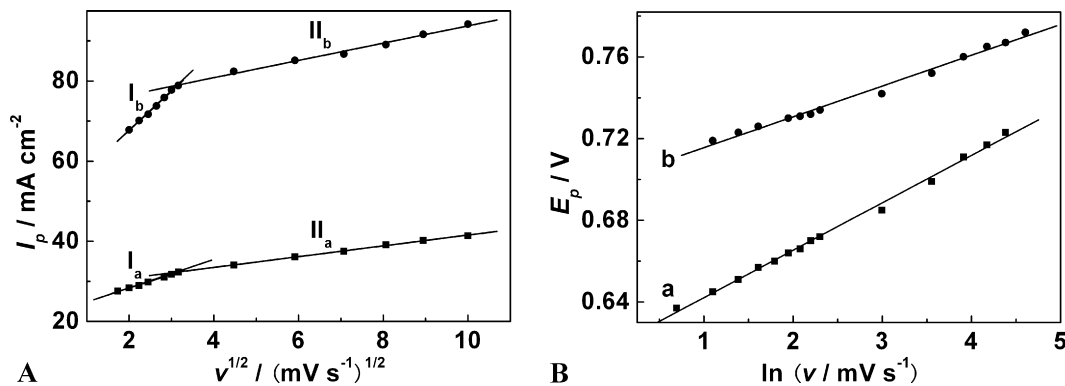 80
60
40
20
I_p / mA cm^-2
I_b
II_b
I_a
II_a
2 4 6 8 10
A
v^1/2 / (mV s^-1)^1/2
0.76
0.72
0.68
0.64
E_p / V
b
a
1 2 3 4 5
B
ln (v / mV s^-1)